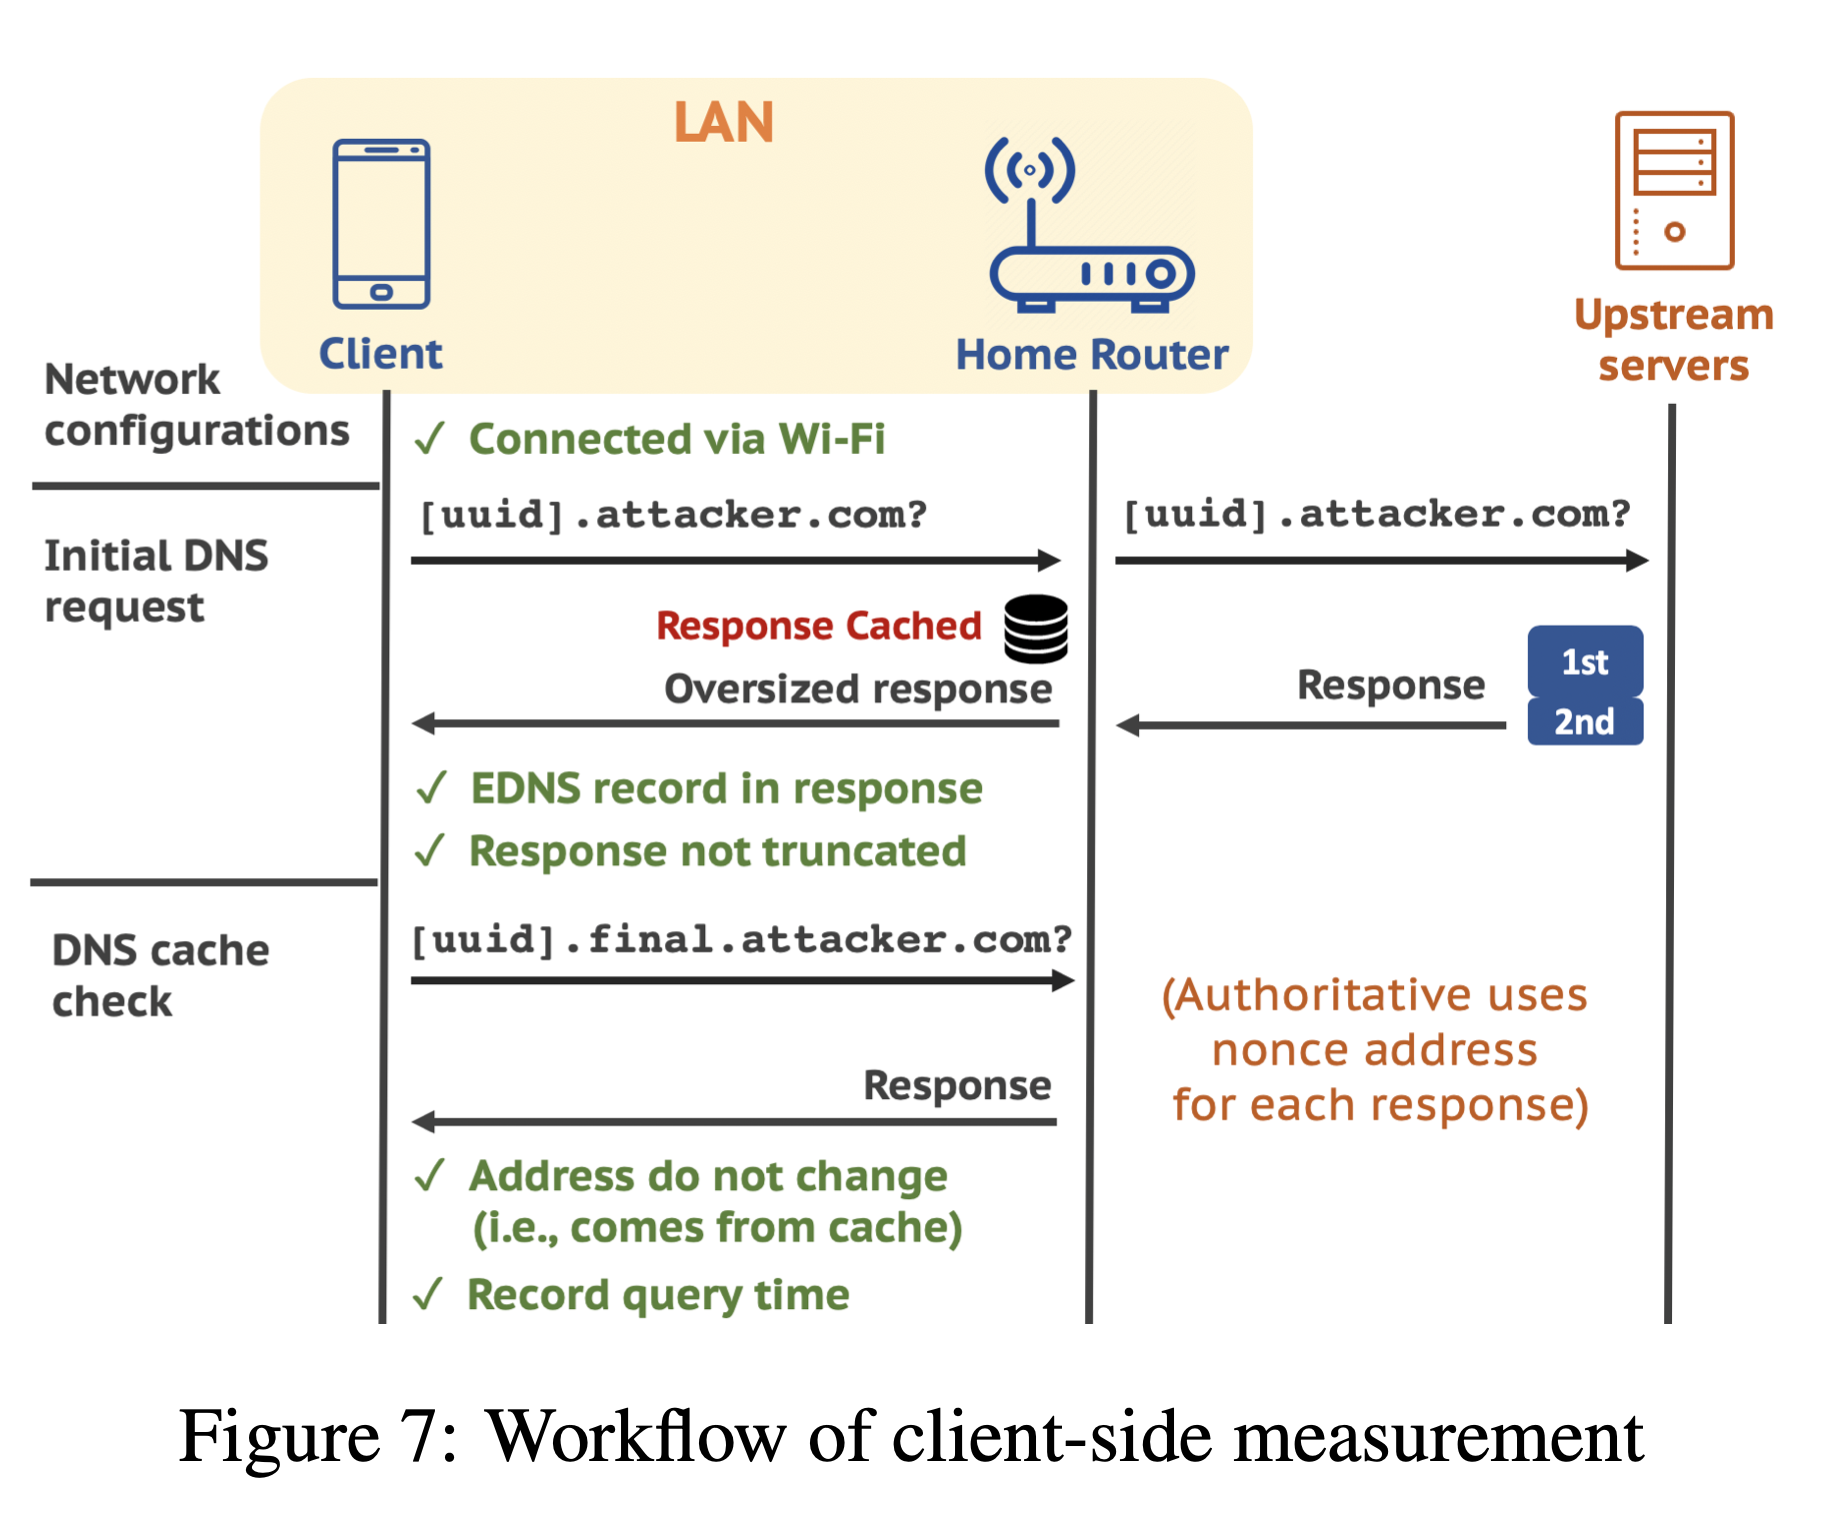 LAN
Client
Home Router
Upstream
servers
Network
configurations
✓ Connected via Wi-Fi
[uuid].attacker.com?
[uuid].attacker.com?
Initial DNS
request
Response Cached
Oversized response
Response
1st
2nd
✓ EDNS record in response
✓ Response not truncated
DNS cache
check
[uuid].final.attacker.com?
(Authoritative uses
nonce address
for each response)
Response
✓ Address do not change
(i.e., comes from cache)
✓ Record query time
Figure 7: Workflow of client-side measurement